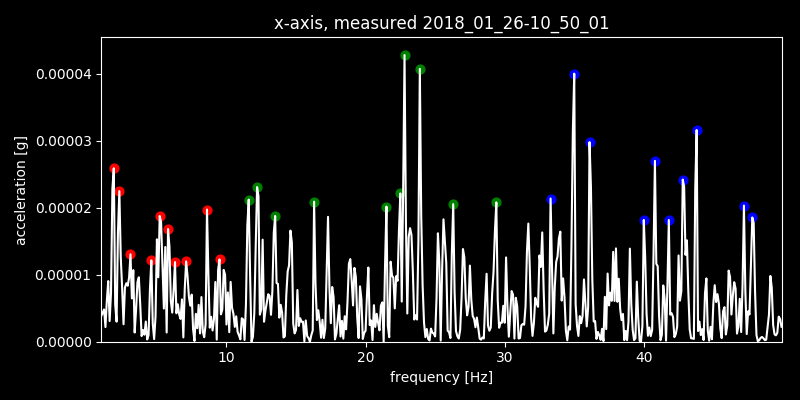 x-axis, measured 2018_01_26-10_50_01
acceleration [g]
0.00004
0.00003
0.00002
0.00001
0.00000
10 20 30 40
frequency [Hz]